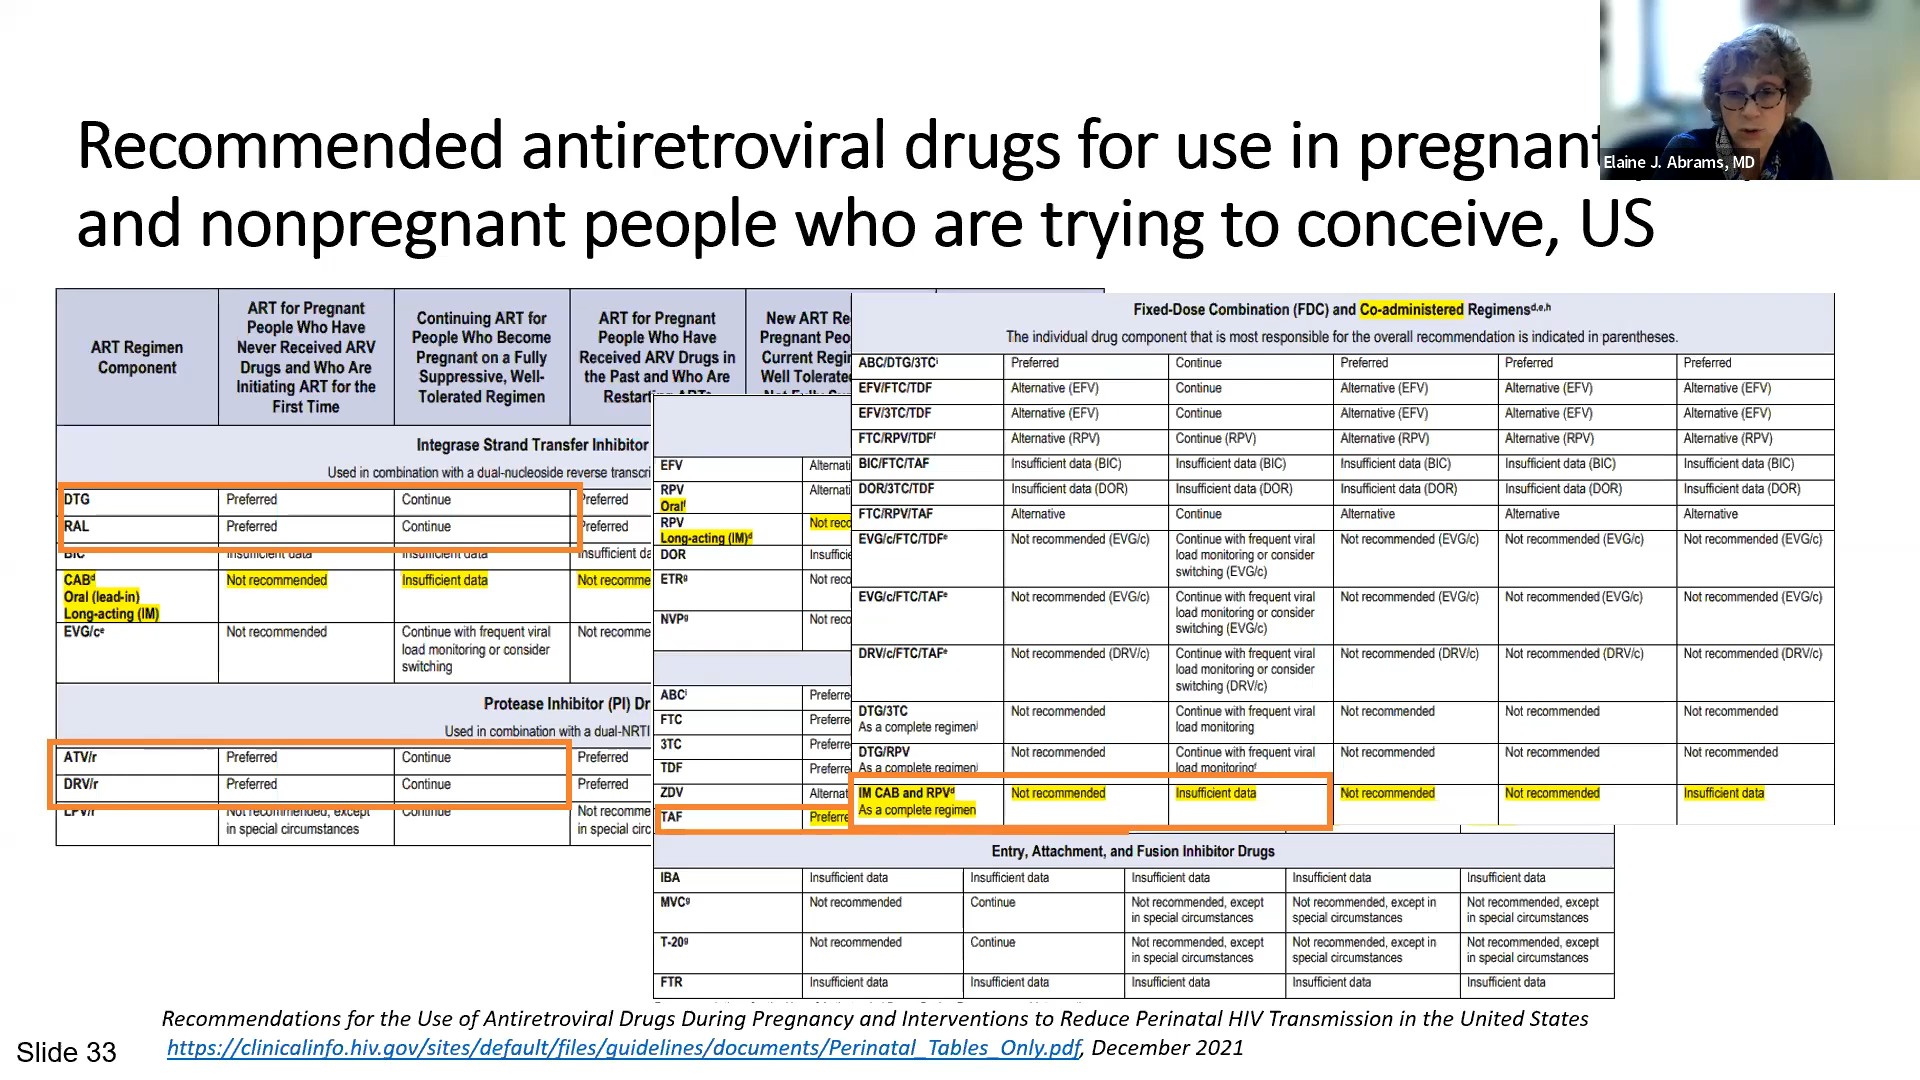 Elaine J. Abrams, MD
Recommended antiretroviral drugs for use in pregnant
and nonpregnant people who are trying to conceive, US
ART Regimen
Component
ART for Pregnant
People Who Have
Never Received ARV
Drugs and Who Are
Initiating ART for the
First Time
Continuing ART for
People Who Become
Pregnant on a Fully
Suppressive, Well-
Tolerated Regimen
ART for Pregnant
People Who Have
Received ARV Drugs in
the Past and Who Are
New ART Re
Pregnant Peo
Current Regir
Well Tolerated
Integrase Strand Transfer Inhibitor
Used in combination with a dual-nucleoside reverse transcri
DTG Preferred Continue Preferred
RAL Preferred Continue Preferred
BIC Insufficient data Insufficient data Insufficient da
CABᵈ Not recommended Insufficient data Not recomme
Oral (lead-in)
Long-acting (IM)
EVG/cᵉ Not recommended Continue with frequent viral Not recomme
load monitoring or consider
switching
Protease Inhibitor (PI) Dr
Used in combination with a dual-NRTI
ATV/r Preferred Continue Preferred
DRV/r Preferred Continue Preferred
LPV/r Not recommended, except Continue Not recomme
in special circumstances in special circ
EFV Alternati
RPV Alternati
Oralᶠ
RPV Not reco
Long-acting (IM)ᵈ
DOR Insufficie
ETRᵍ Not reco
NVPᵍ Not reco
ABCⁱ Preferre
FTC Preferre
3TC Preferre
TDF Preferre
ZDV Alternat
TAF Preferre
Fixed-Dose Combination (FDC) and Co-administered Regimensᵈ,ᵉ,ʰ
The individual drug component that is most responsible for the overall recommendation is indicated in parentheses.
ABC/DTG/3TCⁱ Preferred Continue Preferred Preferred Preferred
EFV/FTC/TDF Alternative (EFV) Continue Alternative (EFV) Alternative (EFV) Alternative (EFV)
EFV/3TC/TDF Alternative (EFV) Continue Alternative (EFV) Alternative (EFV) Alternative (EFV)
FTC/RPV/TDFᶠ Alternative (RPV) Continue (RPV) Alternative (RPV) Alternative (RPV) Alternative (RPV)
BIC/FTC/TAF Insufficient data (BIC) Insufficient data (BIC) Insufficient data (BIC) Insufficient data (BIC) Insufficient data (BIC)
DOR/3TC/TDF Insufficient data (DOR) Insufficient data (DOR) Insufficient data (DOR) Insufficient data (DOR) Insufficient data (DOR)
FTC/RPV/TAF Alternative Continue Alternative Alternative Alternative
EVG/c/FTC/TDFᵉ Not recommended (EVG/c) Continue with frequent viral Not recommended (EVG/c) Not recommended (EVG/c) Not recommended (EVG/c)
load monitoring or consider
switching (EVG/c)
EVG/c/FTC/TAFᵉ Not recommended (EVG/c) Continue with frequent viral Not recommended (EVG/c) Not recommended (EVG/c) Not recommended (EVG/c)
load monitoring or consider
switching (EVG/c)
DRV/c/FTC/TAFᵉ Not recommended (DRV/c) Continue with frequent viral Not recommended (DRV/c) Not recommended (DRV/c) Not recommended (DRV/c)
load monitoring or consider
switching (DRV/c)
DTG/3TC Not recommended Continue with frequent viral Not recommended Not recommended Not recommended
As a complete regimenʲ load monitoring
DTG/RPV Not recommended Continue with frequent viral Not recommended Not recommended Not recommended
As a complete regimenʲ load monitoringᶠ
IM CAB and RPVᵈ Not recommended Insufficient data Not recommended Not recommended Insufficient data
As a complete regimen
Entry, Attachment, and Fusion Inhibitor Drugs
IBA Insufficient data Insufficient data Insufficient data Insufficient data Insufficient data
MVCᵍ Not recommended Continue Not recommended, except Not recommended, except in Not recommended, except
in special circumstances special circumstances in special circumstances
T-20ᵍ Not recommended Continue Not recommended, except Not recommended, except in Not recommended, except
in special circumstances special circumstances in special circumstances
FTR Insufficient data Insufficient data Insufficient data Insufficient data Insufficient data
Recommendations for the Use of Antiretroviral Drugs During Pregnancy and Interventions to Reduce Perinatal HIV Transmission in the United States
https://clinicalinfo.hiv.gov/sites/default/files/guidelines/documents/Perinatal_Tables_Only.pdf, December 2021
Slide 33